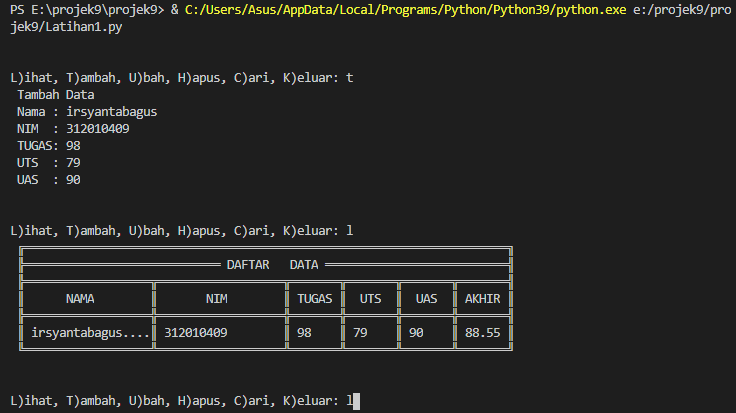 PS E:\projek9\projek9> & C:/Users/Asus/AppData/Local/Programs/Python/Python39/python.exe e:/projek9/pro
jek9/Latihan1.py
L)ihat, T)ambah, U)bah, H)apus, C)ari, K)eluar: t
Tambah Data
Nama : irsyantabagus
NIM  : 312010409
TUGAS: 98
UTS  : 79
UAS  : 90
L)ihat, T)ambah, U)bah, H)apus, C)ari, K)eluar: l
DAFTAR   DATA
NAMA NIM TUGAS UTS UAS AKHIR
irsyantabagus.... 312010409 98 79 90 88.55
L)ihat, T)ambah, U)bah, H)apus, C)ari, K)eluar: l